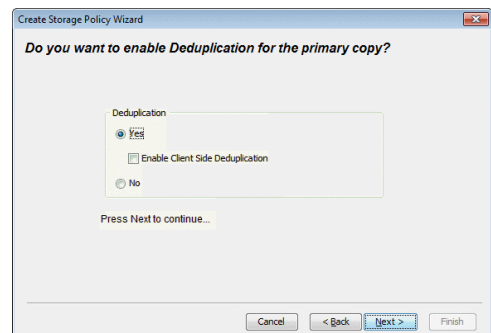 Create Storage Policy Wizard
Do you want to enable Deduplication for the primary copy?
Deduplication
Yes
Enable Client Side Deduplication
No
Press Next to continue...
Cancel < Back Next > Finish